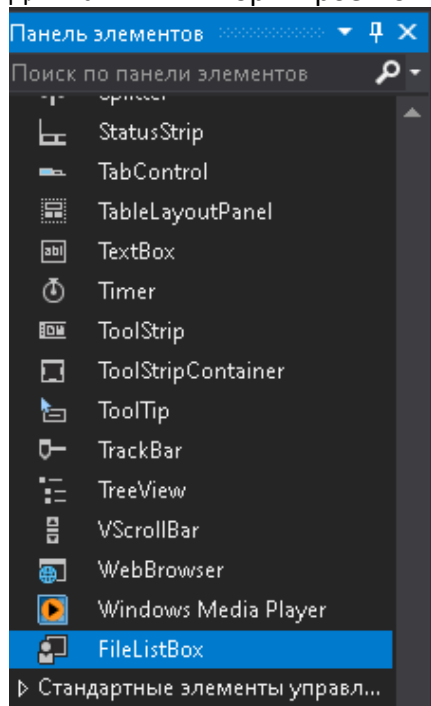 Панель элементов
Поиск по панели элементов
Splitter
StatusStrip
TabControl
TableLayoutPanel
TextBox
Timer
ToolStrip
ToolStripContainer
ToolTip
TrackBar
TreeView
VScrollBar
WebBrowser
Windows Media Player
FileListBox
Стандартные элементы управл...